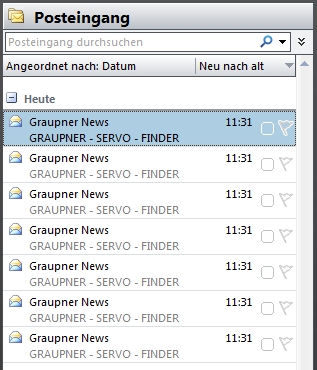 Posteingang
Posteingang durchsuchen
Angeordnet nach: Datum Neu nach alt
Heute
Graupner News 11:31
GRAUPNER - SERVO - FINDER
Graupner News 11:31
GRAUPNER - SERVO - FINDER
Graupner News 11:31
GRAUPNER - SERVO - FINDER
Graupner News 11:31
GRAUPNER - SERVO - FINDER
Graupner News 11:31
GRAUPNER - SERVO - FINDER
Graupner News 11:31
GRAUPNER - SERVO - FINDER
Graupner News 11:31
GRAUPNER - SERVO - FINDER